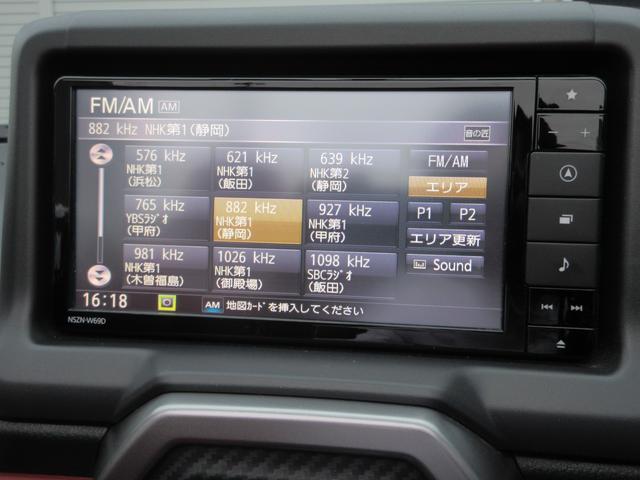 FM/AM AM
882 kHz NHK第1(静岡) 音の匠
576 kHz
NHK第1
(浜松)
621 kHz
NHK第1
(飯田)
639 kHz
NHK第2
(静岡)
FM/AM
エリア
765 kHz
YBSﾗｼﾞｵ
(甲府)
882 kHz
NHK第1
(静岡)
927 kHz
NHK第1
(甲府)
P1 P2
エリア更新
981 kHz
NHK第1
(木曽福島)
1026 kHz
NHK第1
(御殿場)
1098 kHz
SBCﾗｼﾞｵ
(飯田)
Sound
16:18 AM 地図ｶｰﾄﾞを挿入してください
NSZN-W69D